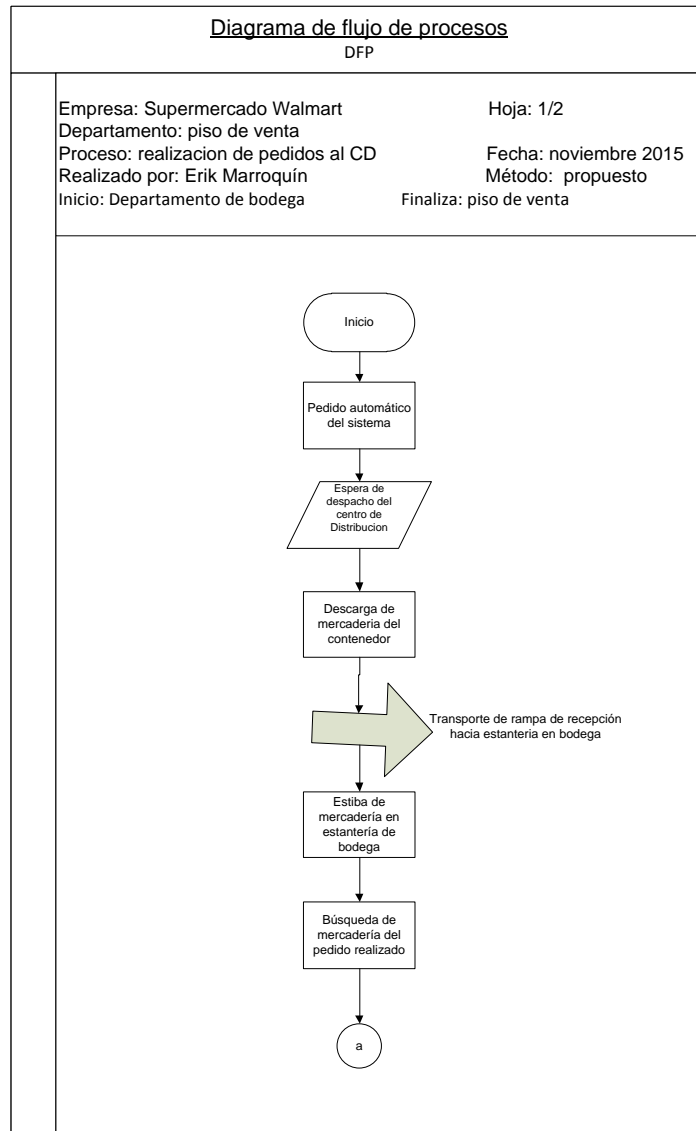 Diagrama de flujo de procesos
DFP
Empresa: Supermercado Walmart Hoja: 1/2
Departamento: piso de venta
Proceso: realizacion de pedidos al CD Fecha: noviembre 2015
Realizado por: Erik Marroquín Método: propuesto
Inicio: Departamento de bodega Finaliza: piso de venta
Inicio
Pedido automático
del sistema
Espera de
despacho del
centro de
Distribucion
Descarga de
mercaderia del
contenedor
Transporte de rampa de recepción
hacia estanteria en bodega
Estiba de
mercadería en
estantería de
bodega
Búsqueda de
mercadería del
pedido realizado
a